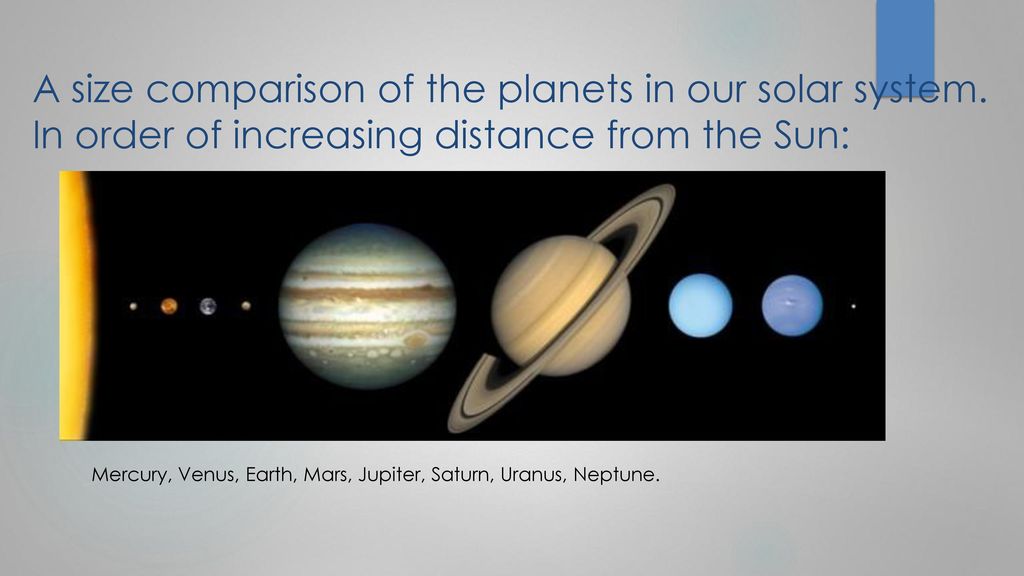 A size comparison of the planets in our solar system.
In order of increasing distance from the Sun:
Mercury, Venus, Earth, Mars, Jupiter, Saturn, Uranus, Neptune.